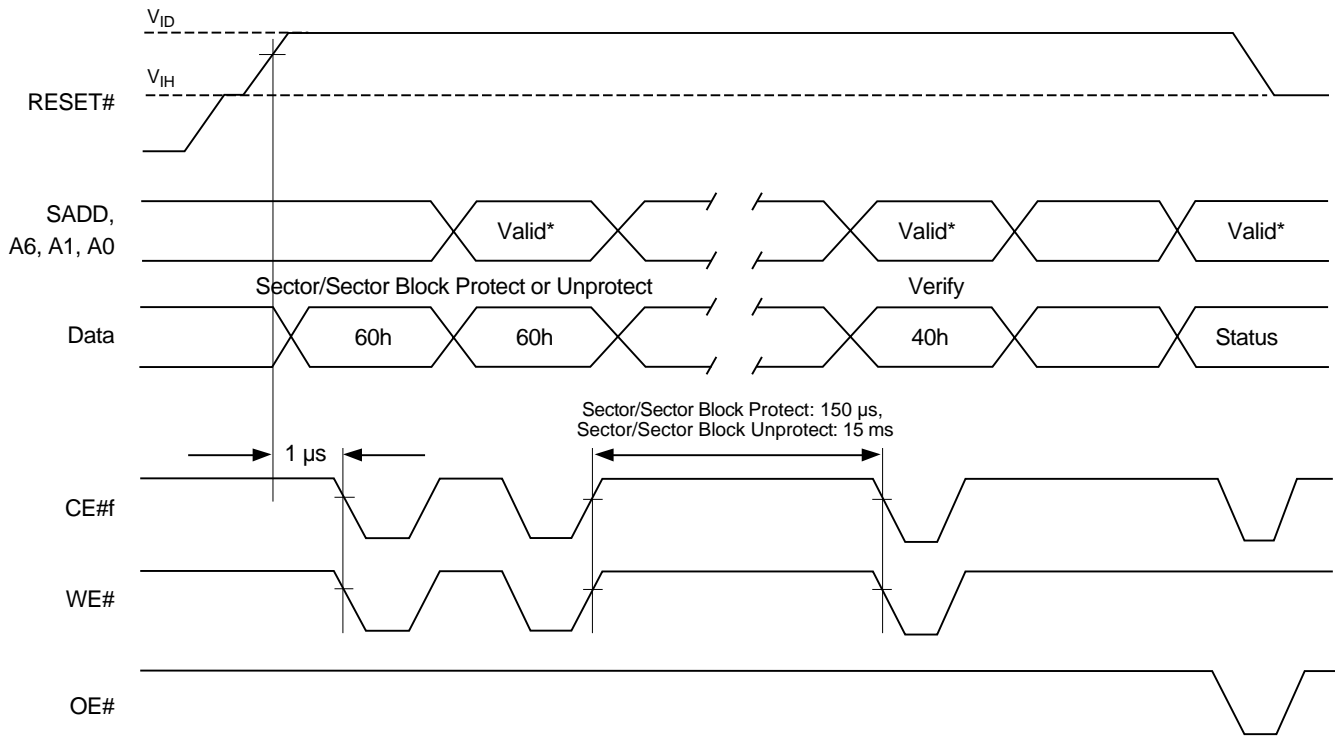 VID
VIH
RESET#
SADD,
A6, A1, A0
Valid*
Valid*
Valid*
Sector/Sector Block Protect or Unprotect
Verify
Data
60h
60h
40h
Status
Sector/Sector Block Protect: 150 µs,
Sector/Sector Block Unprotect: 15 ms
1 µs
CE#f
WE#
OE#